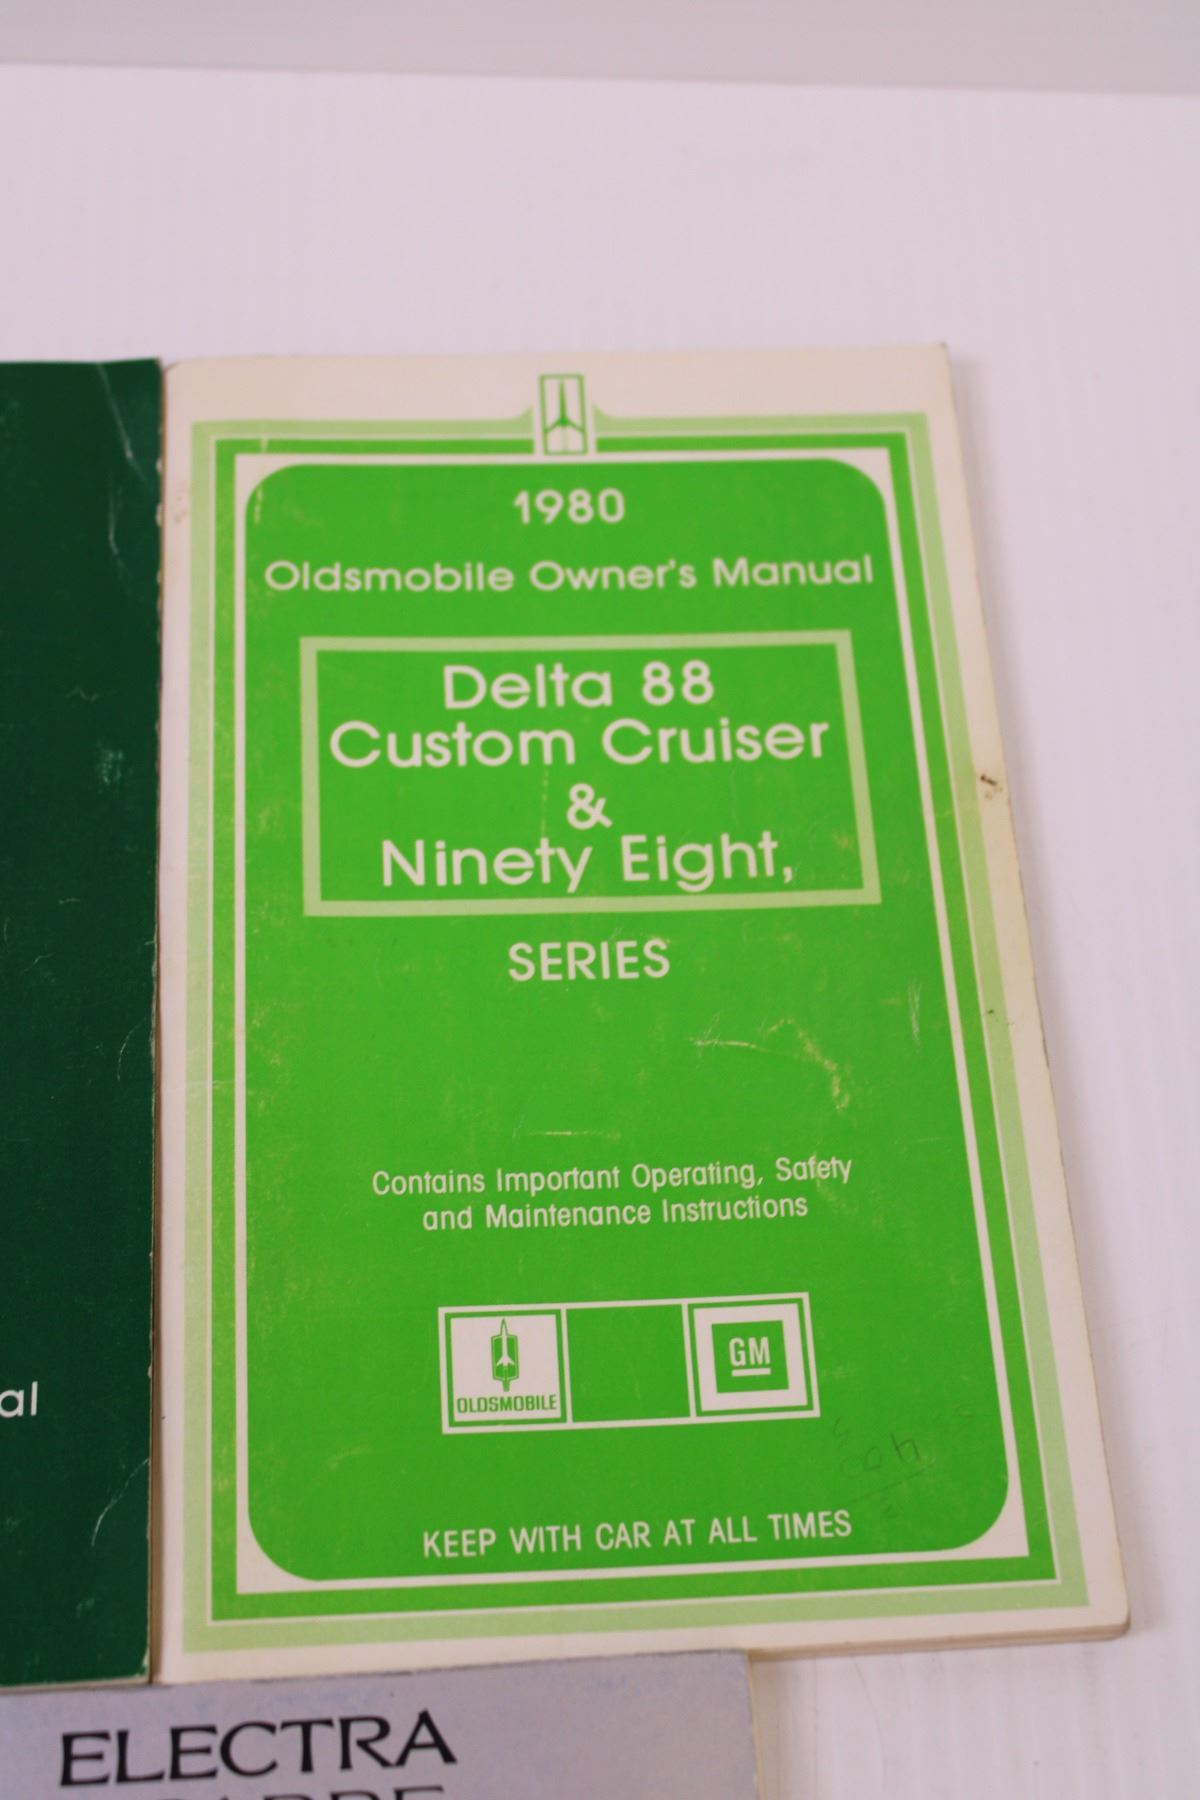 1980
Oldsmobile Owner's Manual
Delta 88
Custom Cruiser
&
Ninety Eight,
SERIES
Contains Important Operating, Safety
and Maintenance Instructions
OLDSMOBILE
GM
KEEP WITH CAR AT ALL TIMES
al
ELECTRA